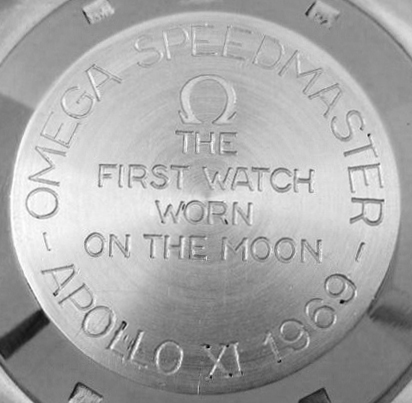 - OMEGA SPEEDMASTER -
THE
FIRST WATCH
WORN
ON THE MOON
APOLLO XI 1969